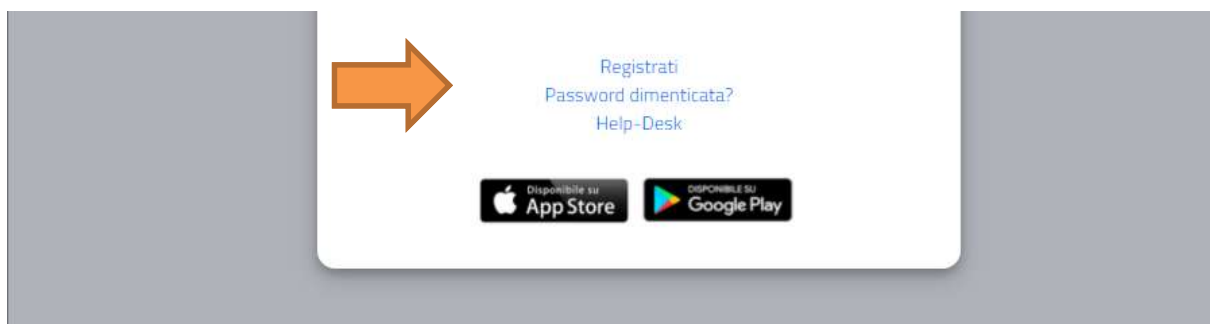 Registrati
Password dimenticata?
Help-Desk
Disponibile su
App Store
DISPONIBILE SU
Google Play